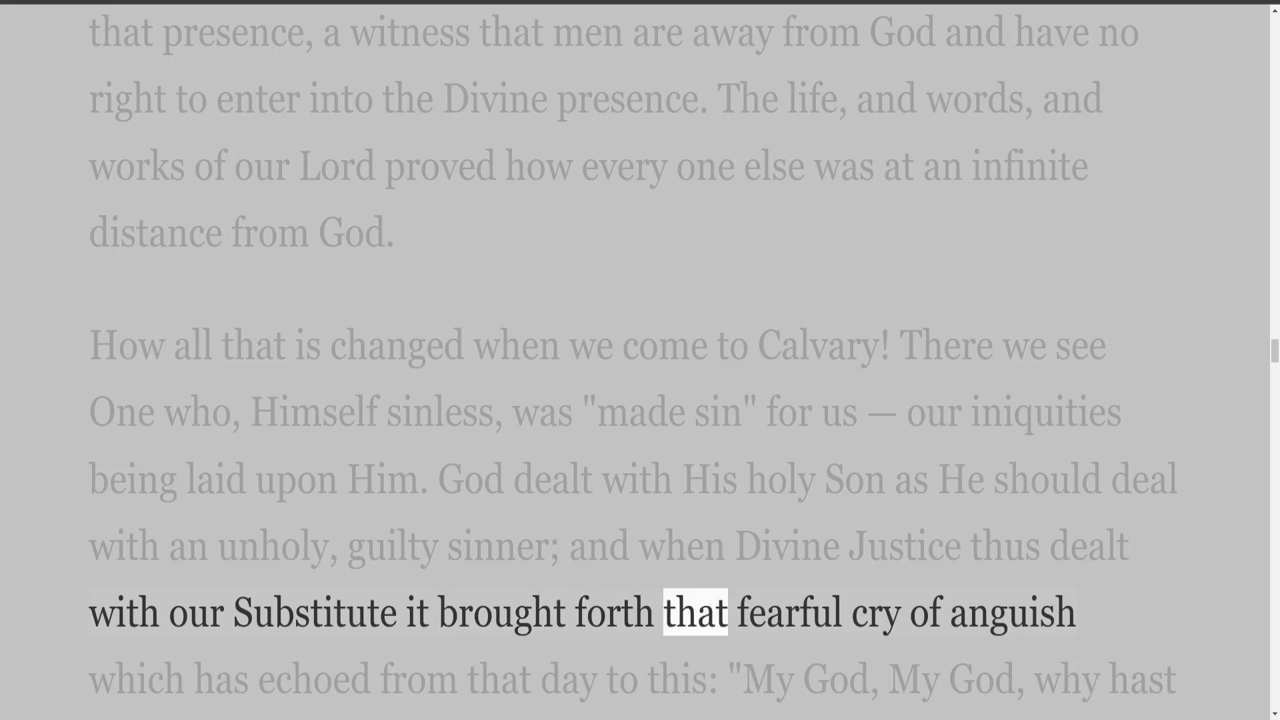 that presence, a witness that men are away from God and have no
right to enter into the Divine presence. The life, and words, and
works of our Lord proved how every one else was at an infinite
distance from God.
How all that is changed when we come to Calvary! There we see
One who, Himself sinless, was "made sin" for us — our iniquities
being laid upon Him. God dealt with His holy Son as He should deal
with an unholy, guilty sinner; and when Divine Justice thus dealt
with our Substitute it brought forth that fearful cry of anguish
which has echoed from that day to this: "My God, My God, why hast